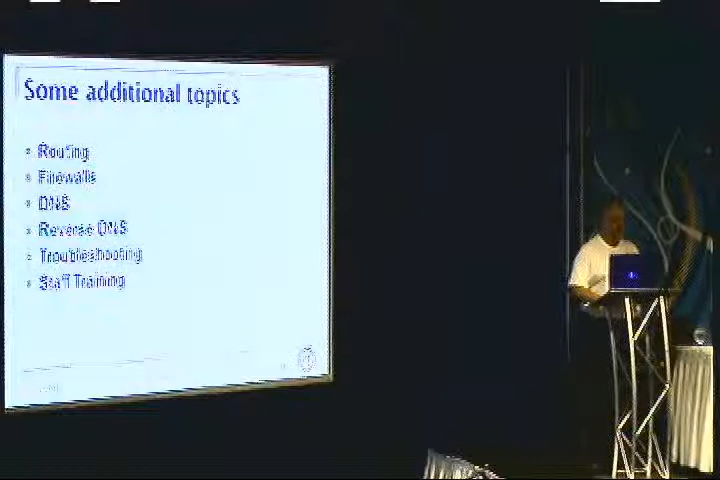 Some additional topics
• Routing
• Firewalls
• DNS
• Reverse DNS
• Troubleshooting
• Staff Training